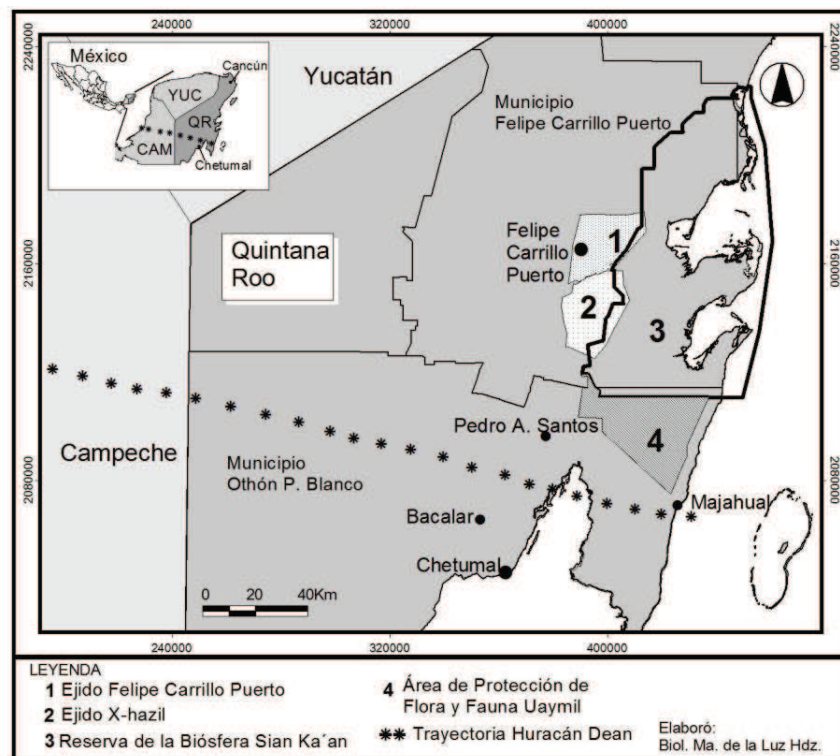 240000 320000 400000
2240000 2240000
México
Cancún
YUC
QR
CAM
Chetumal
Yucatán
Municipio
Felipe Carrillo Puerto
Felipe
Carrillo
Puerto
1
2160000 2160000
Quintana
Roo
2
3
Pedro A. Santos
4
Campeche
Municipio
Othón P. Blanco
2080000 2080000
Majahual
Bacalar
Chetumal
0 20 40Km
240000 320000 400000
LEYENDA
1 Ejido Felipe Carrillo Puerto
2 Ejido X-hazil
3 Reserva de la Biósfera Sian Ka´an
4 Área de Protección de
Flora y Fauna Uaymil
** Trayectoria Huracán Dean
Elaboró:
Biol. Ma. de la Luz Hdz.